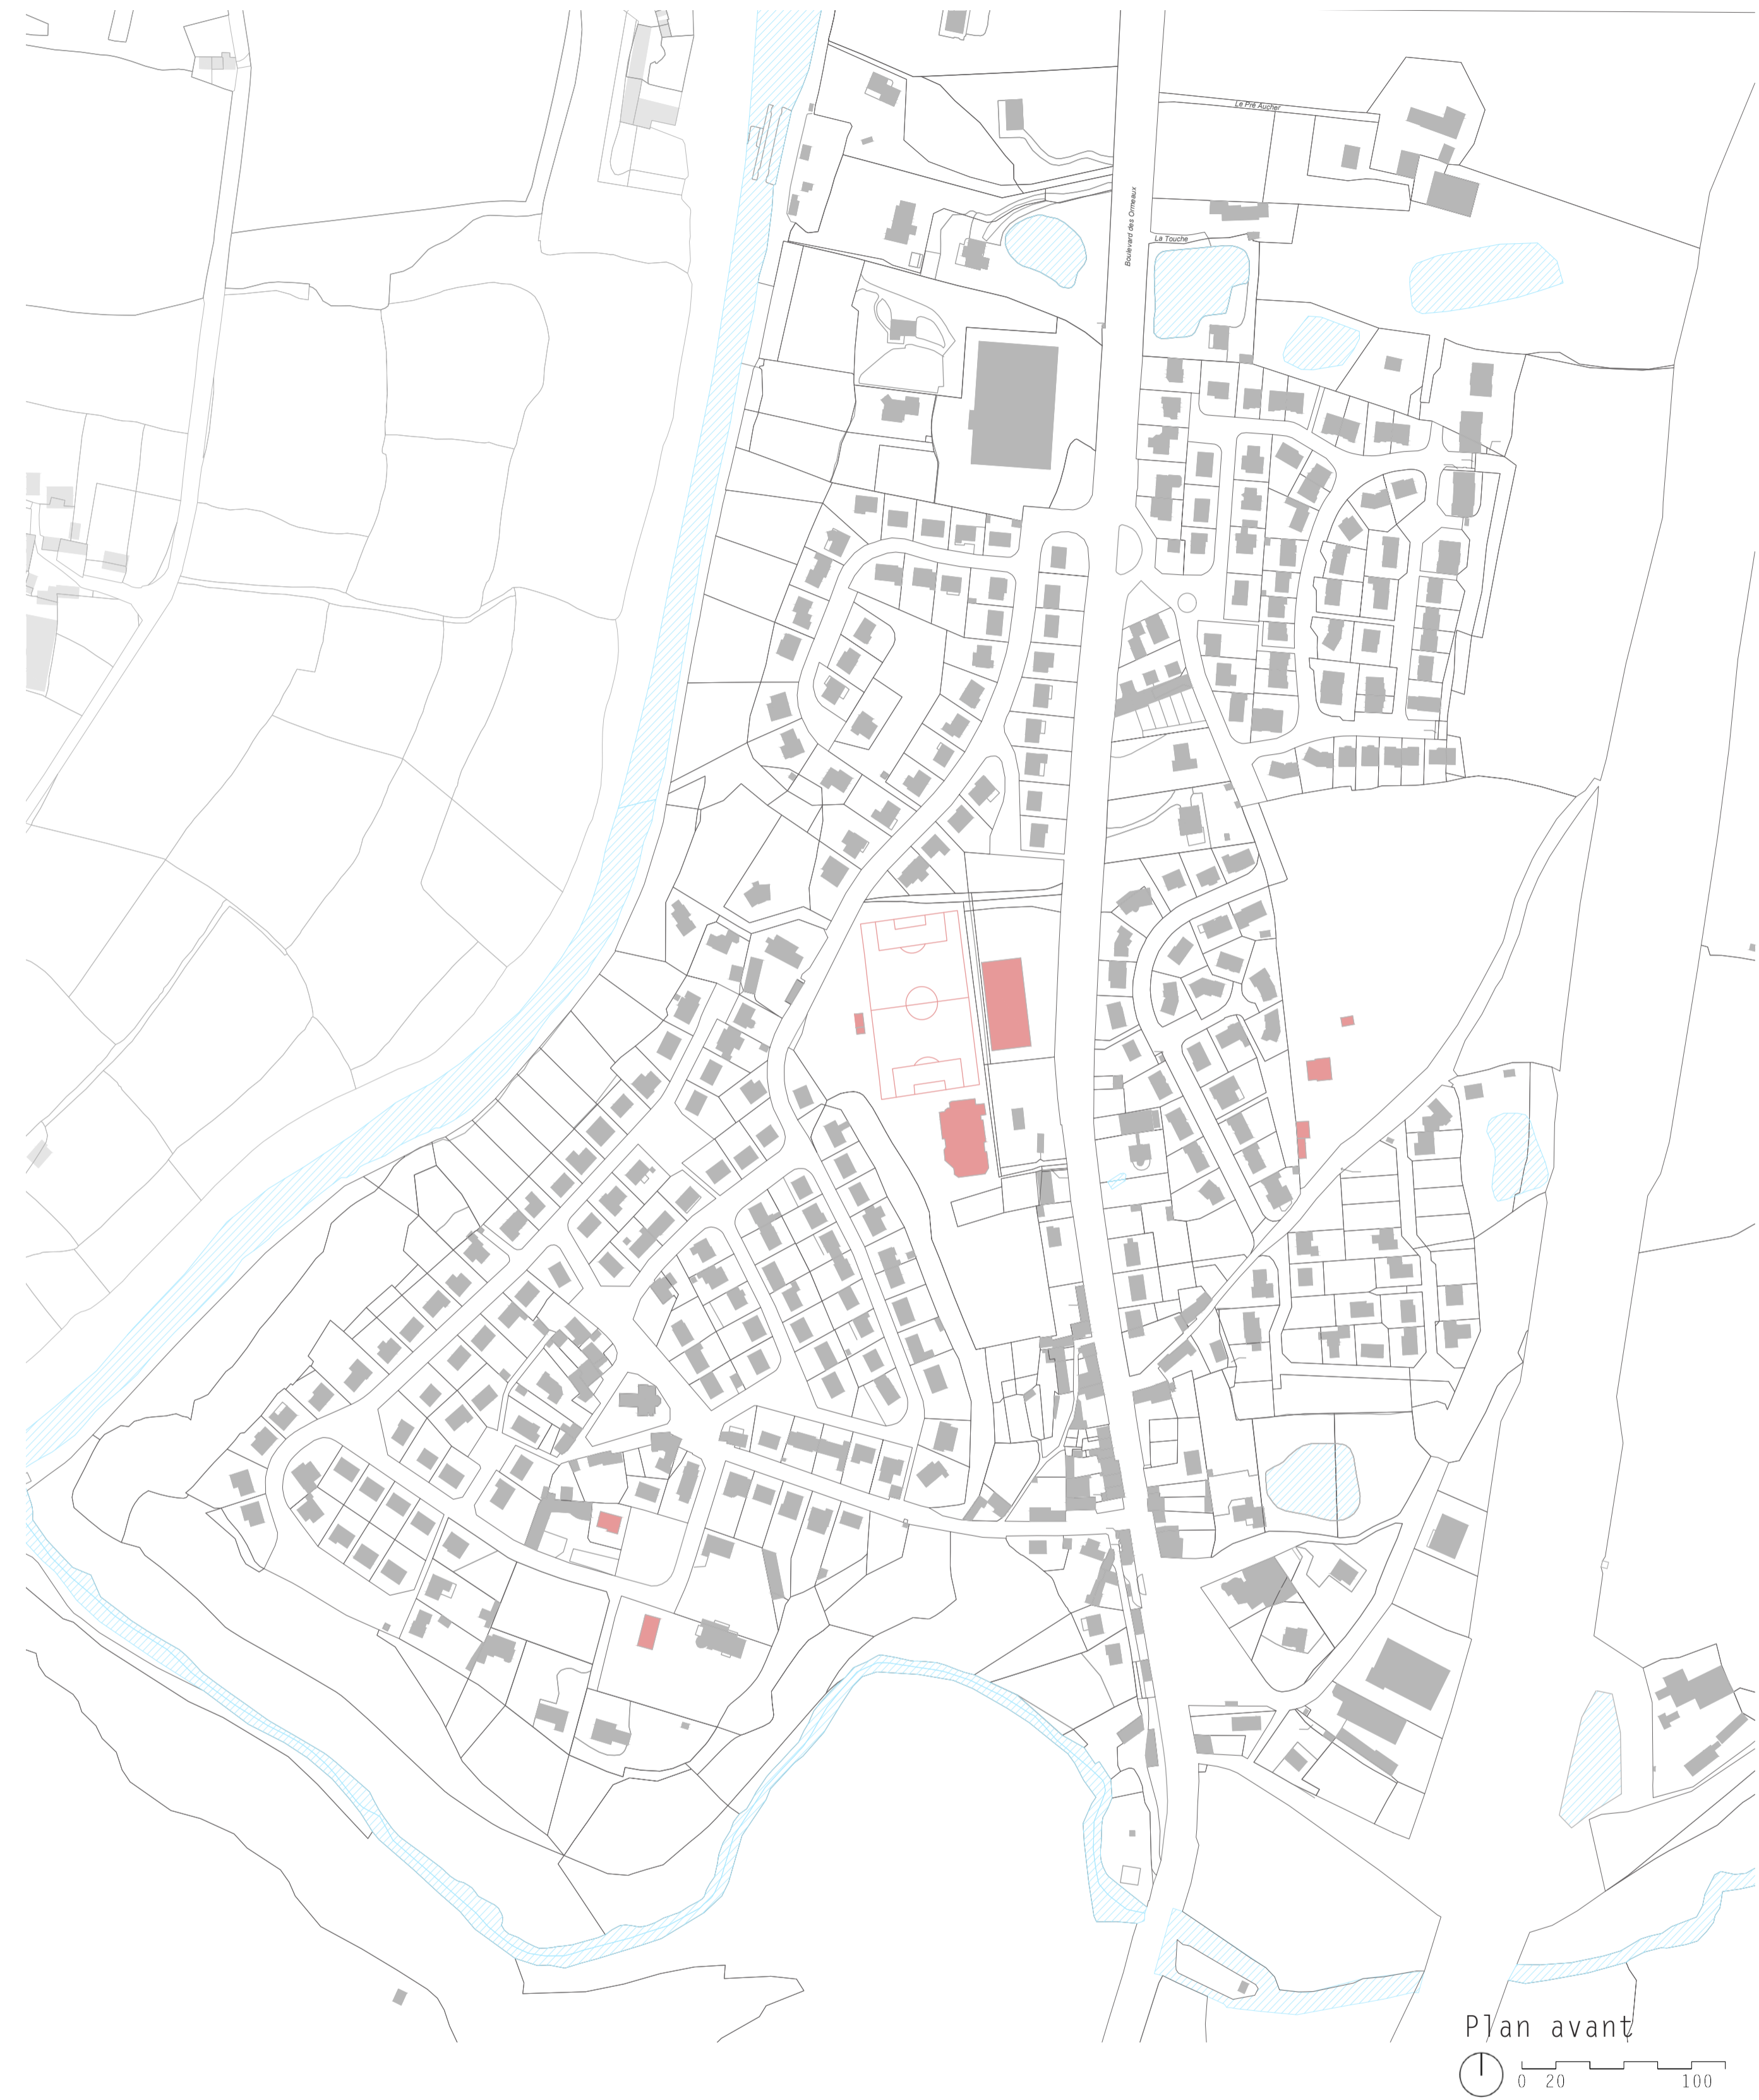 Le Pré Aucher
Boulevard des Ormeaux
La Touche
Plan avant
0 20 100